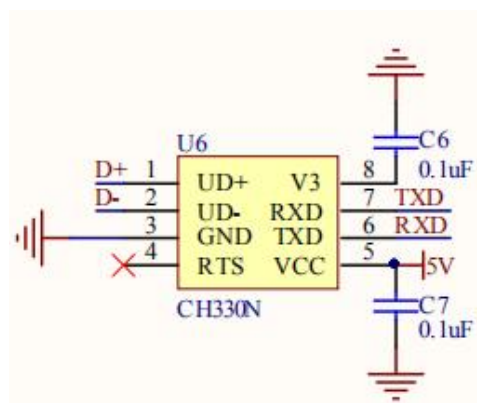 U6
C6
0.1uF
D+ 1 UD+ V3 8
D- 2 UD- RXD 7 TXD
3 GND TXD 6 RXD
4 RTS VCC 5 5V
CH330N
C7
0.1uF